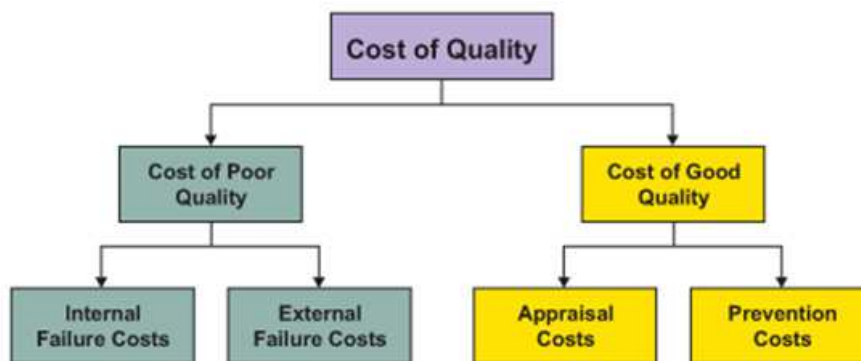 Cost of Quality
Cost of Poor
Quality
Cost of Good
Quality
Internal
Failure Costs
External
Failure Costs
Appraisal
Costs
Prevention
Costs